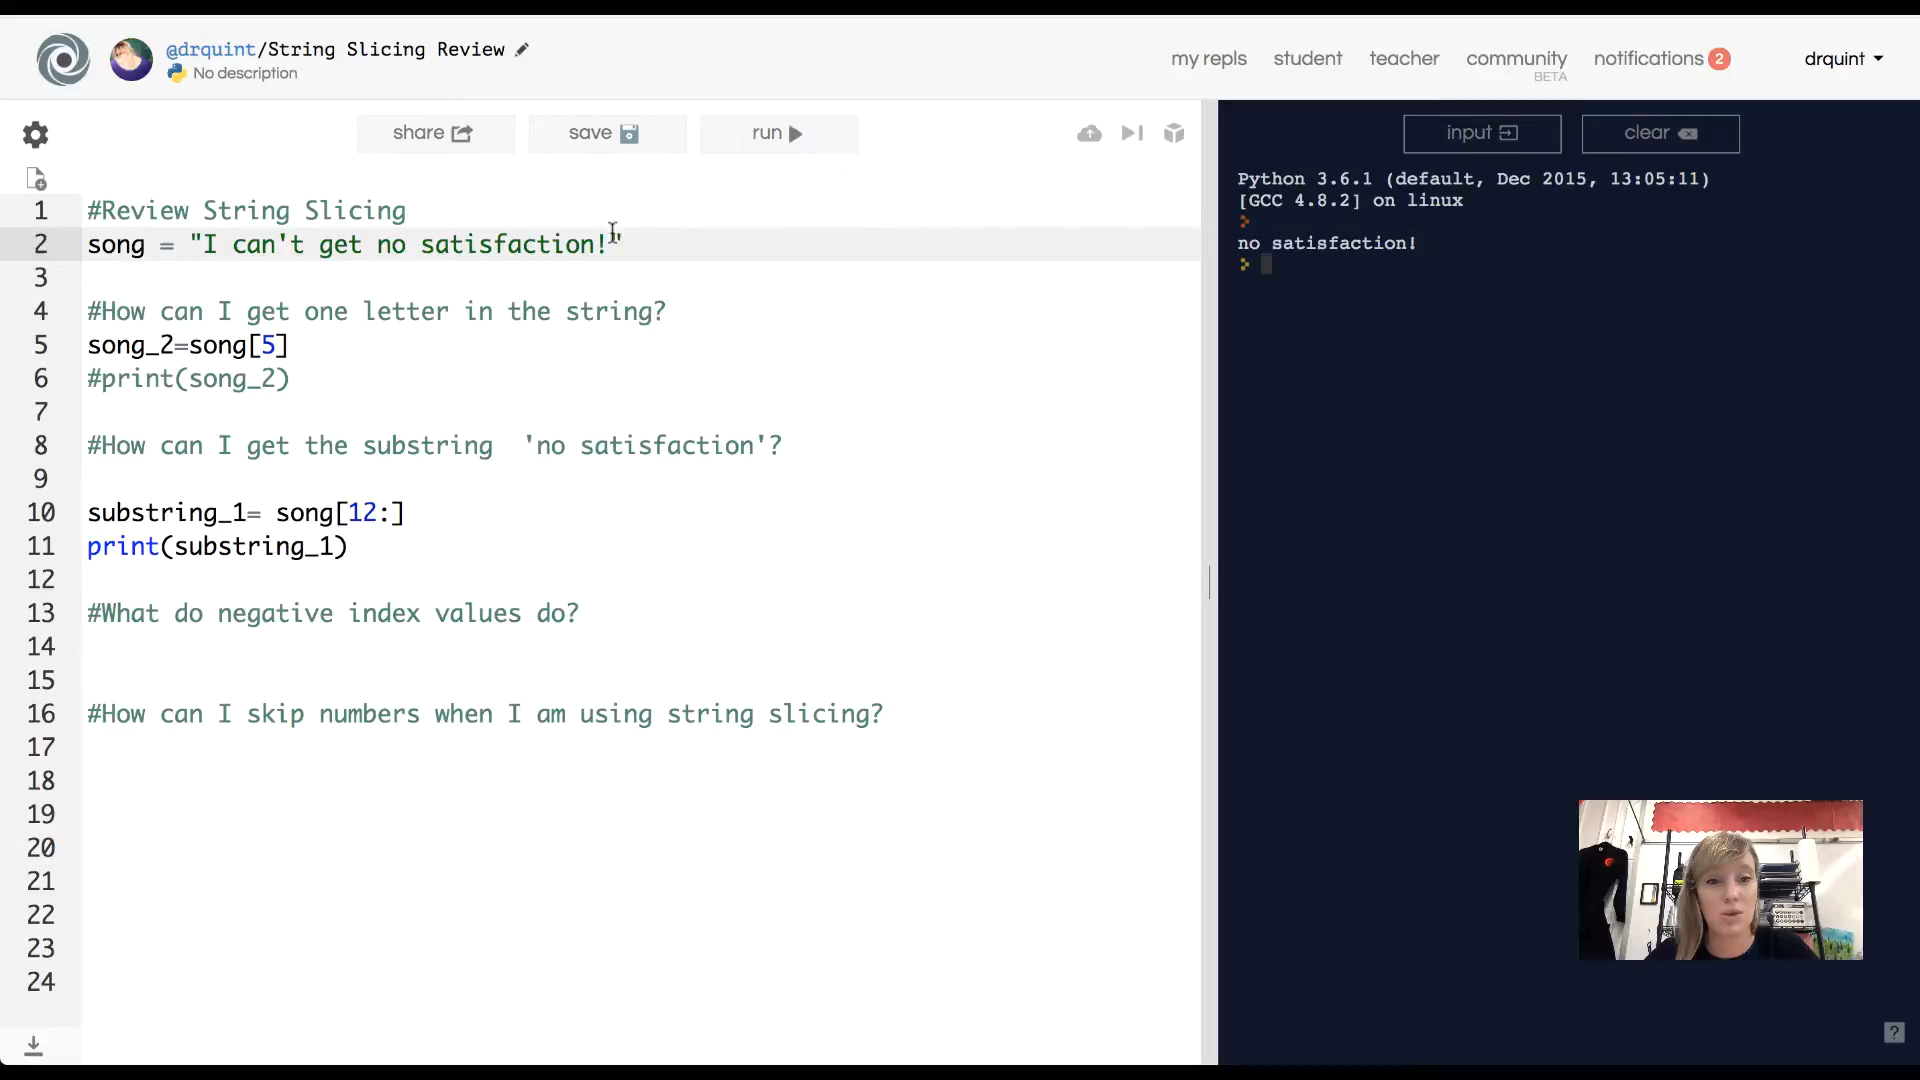 @drquint/String Slicing Review
No description
my repls student teacher community notifications 2 drquint
BETA
share save run
input clear
1 #Review String Slicing
2 song = "I can't get no satisfaction!"
3
4 #How can I get one letter in the string?
5 song_2=song[5]
6 #print(song_2)
7
8 #How can I get the substring  'no satisfaction'?
9
10 substring_1= song[12:]
11 print(substring_1)
12
13 #What do negative index values do?
14
15
16 #How can I skip numbers when I am using string slicing?
17
18
19
20
21
22
23
24
Python 3.6.1 (default, Dec 2015, 13:05:11)
[GCC 4.8.2] on linux
no satisfaction!
?